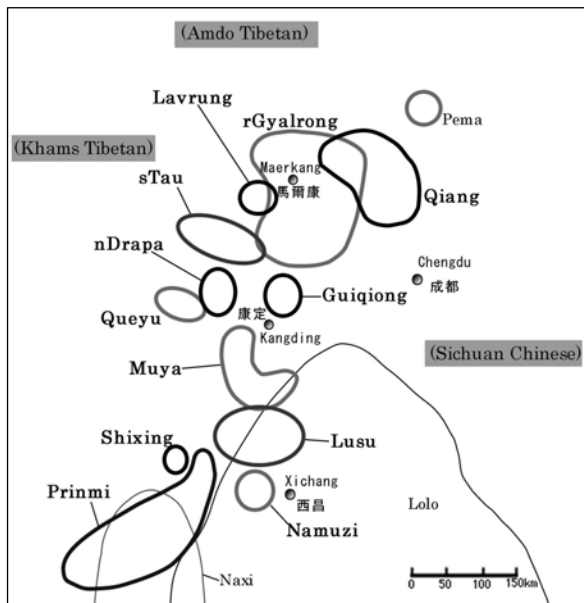 (Amdo Tibetan)
Lavrung
rGyalrong
Pema
(Khams Tibetan)
Maerkang
馬爾康
sTau
Qiang
nDrapa
Chengdu
成都
Queyu
Guiqiong
康定
Kangding
(Sichuan Chinese)
Muya
Shixing
Lusu
Prinmi
Xichang
西昌
Lolo
Namuzi
Naxi
0 50 100 150km